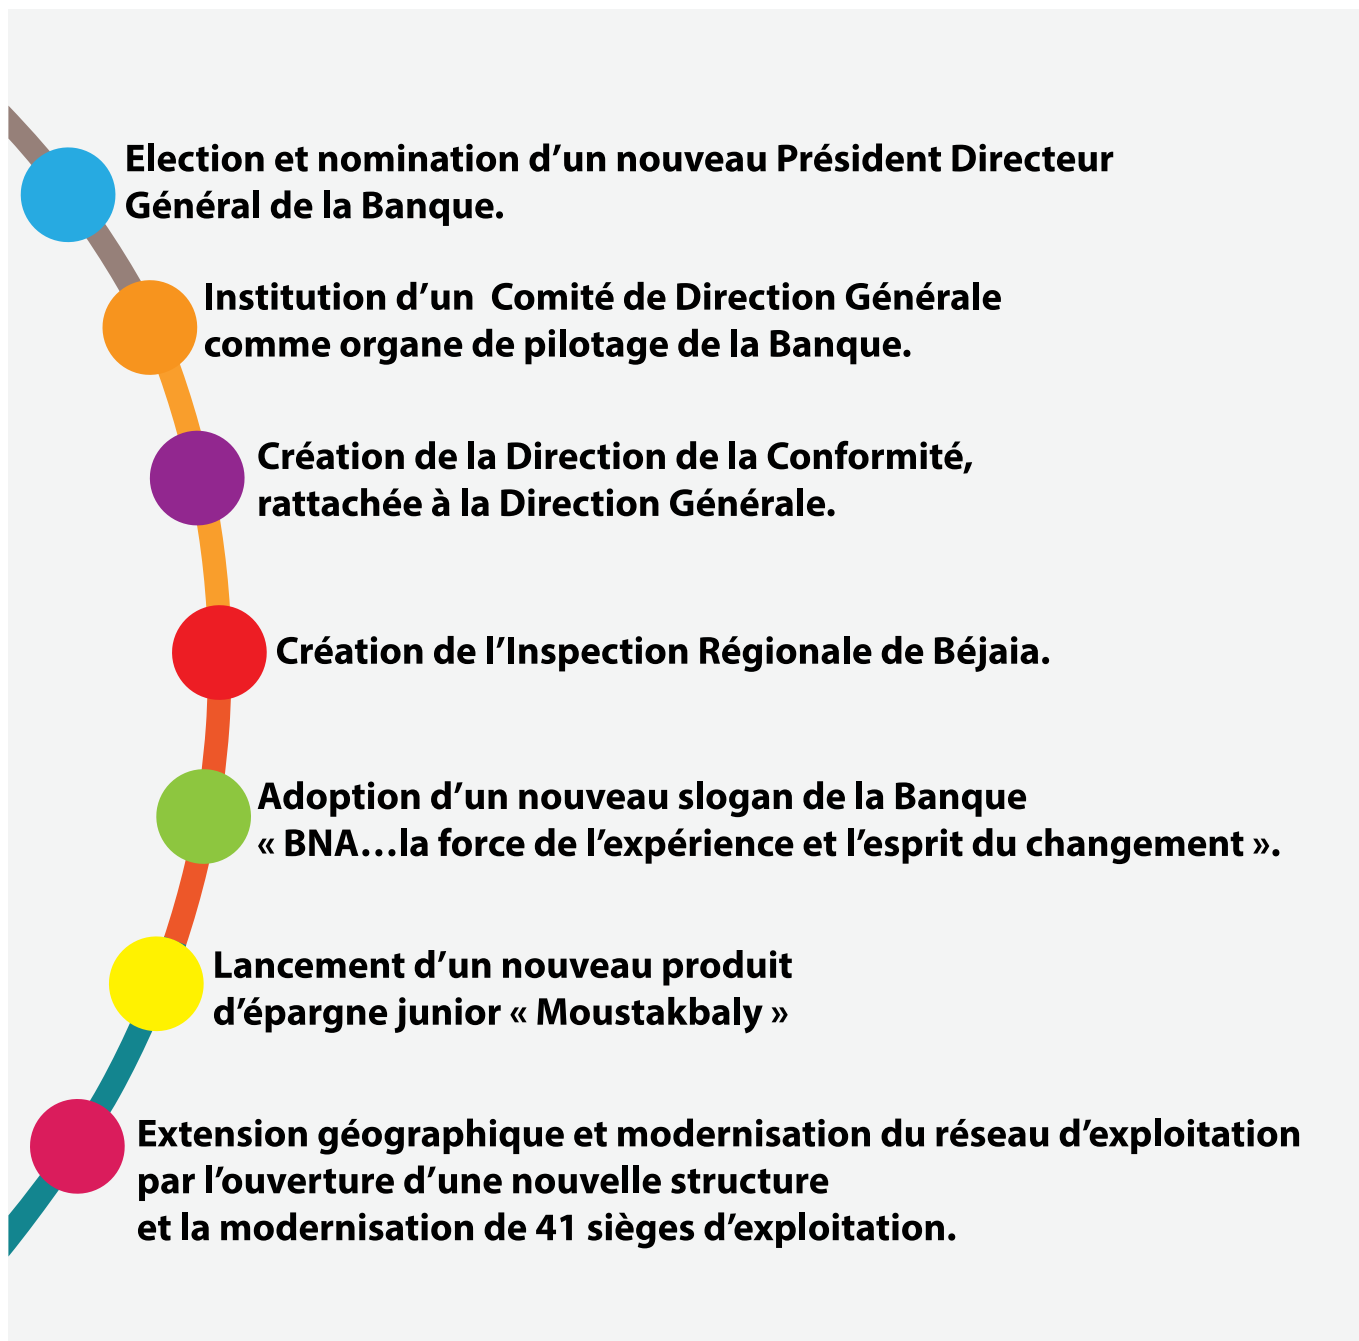 Election et nomination d’un nouveau Président Directeur
Général de la Banque.
Institution d’un  Comité de Direction Générale
comme organe de pilotage de la Banque.
Création de la Direction de la Conformité,
rattachée à la Direction Générale.
Création de l’Inspection Régionale de Béjaia.
Adoption d’un nouveau slogan de la Banque
« BNA…la force de l’expérience et l’esprit du changement ».
Lancement d’un nouveau produit
d’épargne junior « Moustakbaly »
Extension géographique et modernisation du réseau d’exploitation
par l’ouverture d’une nouvelle structure
et la modernisation de 41 sièges d’exploitation.